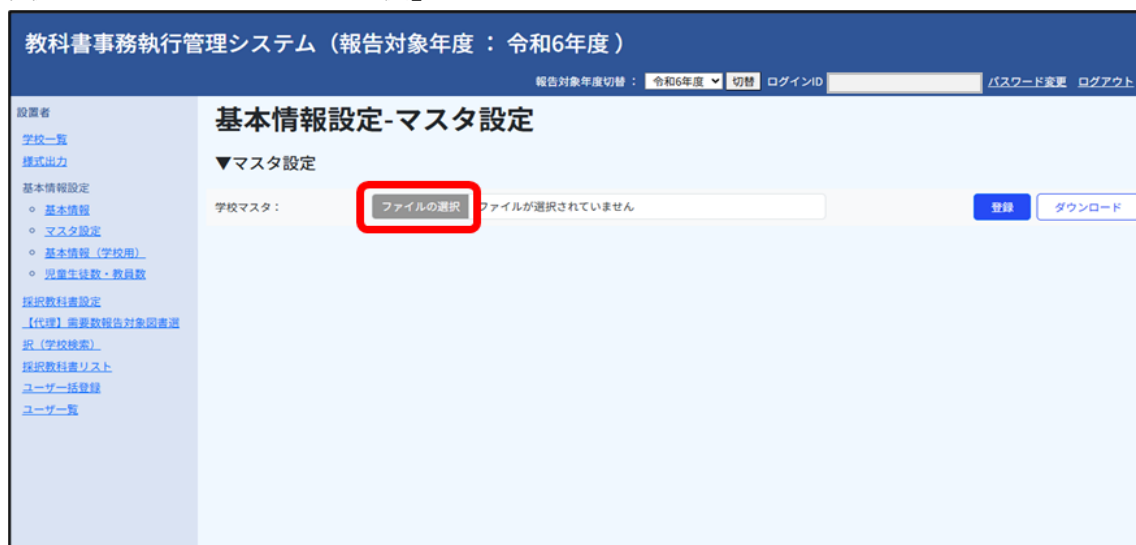 教科書事務執行管理システム（報告対象年度 ： 令和6年度 ）
報告対象年度切替 ： 令和6年度 切替 ログインID パスワード変更 ログアウト
設置者
学校一覧
様式出力
基本情報設定
基本情報
マスタ設定
基本情報（学校用）
児童生徒数・教員数
採択教科書設定
【代理】需要数報告対象図書選
択（学校検索）
採択教科書リスト
ユーザ一括登録
ユーザ一覧
基本情報設定-マスタ設定
▼マスタ設定
学校マスタ： ファイルの選択 ファイルが選択されていません 登録 ダウンロード